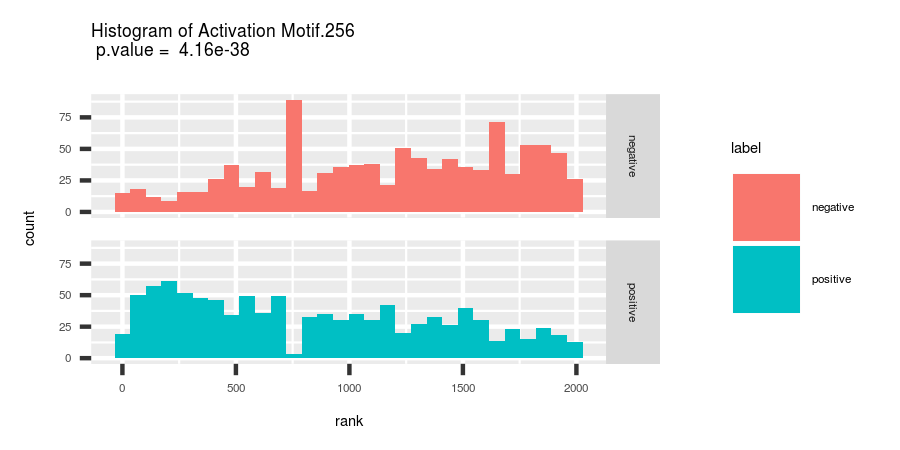 Histogram of Activation Motif.256
p.value = 4.16e-38
count
75
50
25
0
negative
75
50
25
0
positive
0 500 1000 1500 2000
rank
label
negative
positive